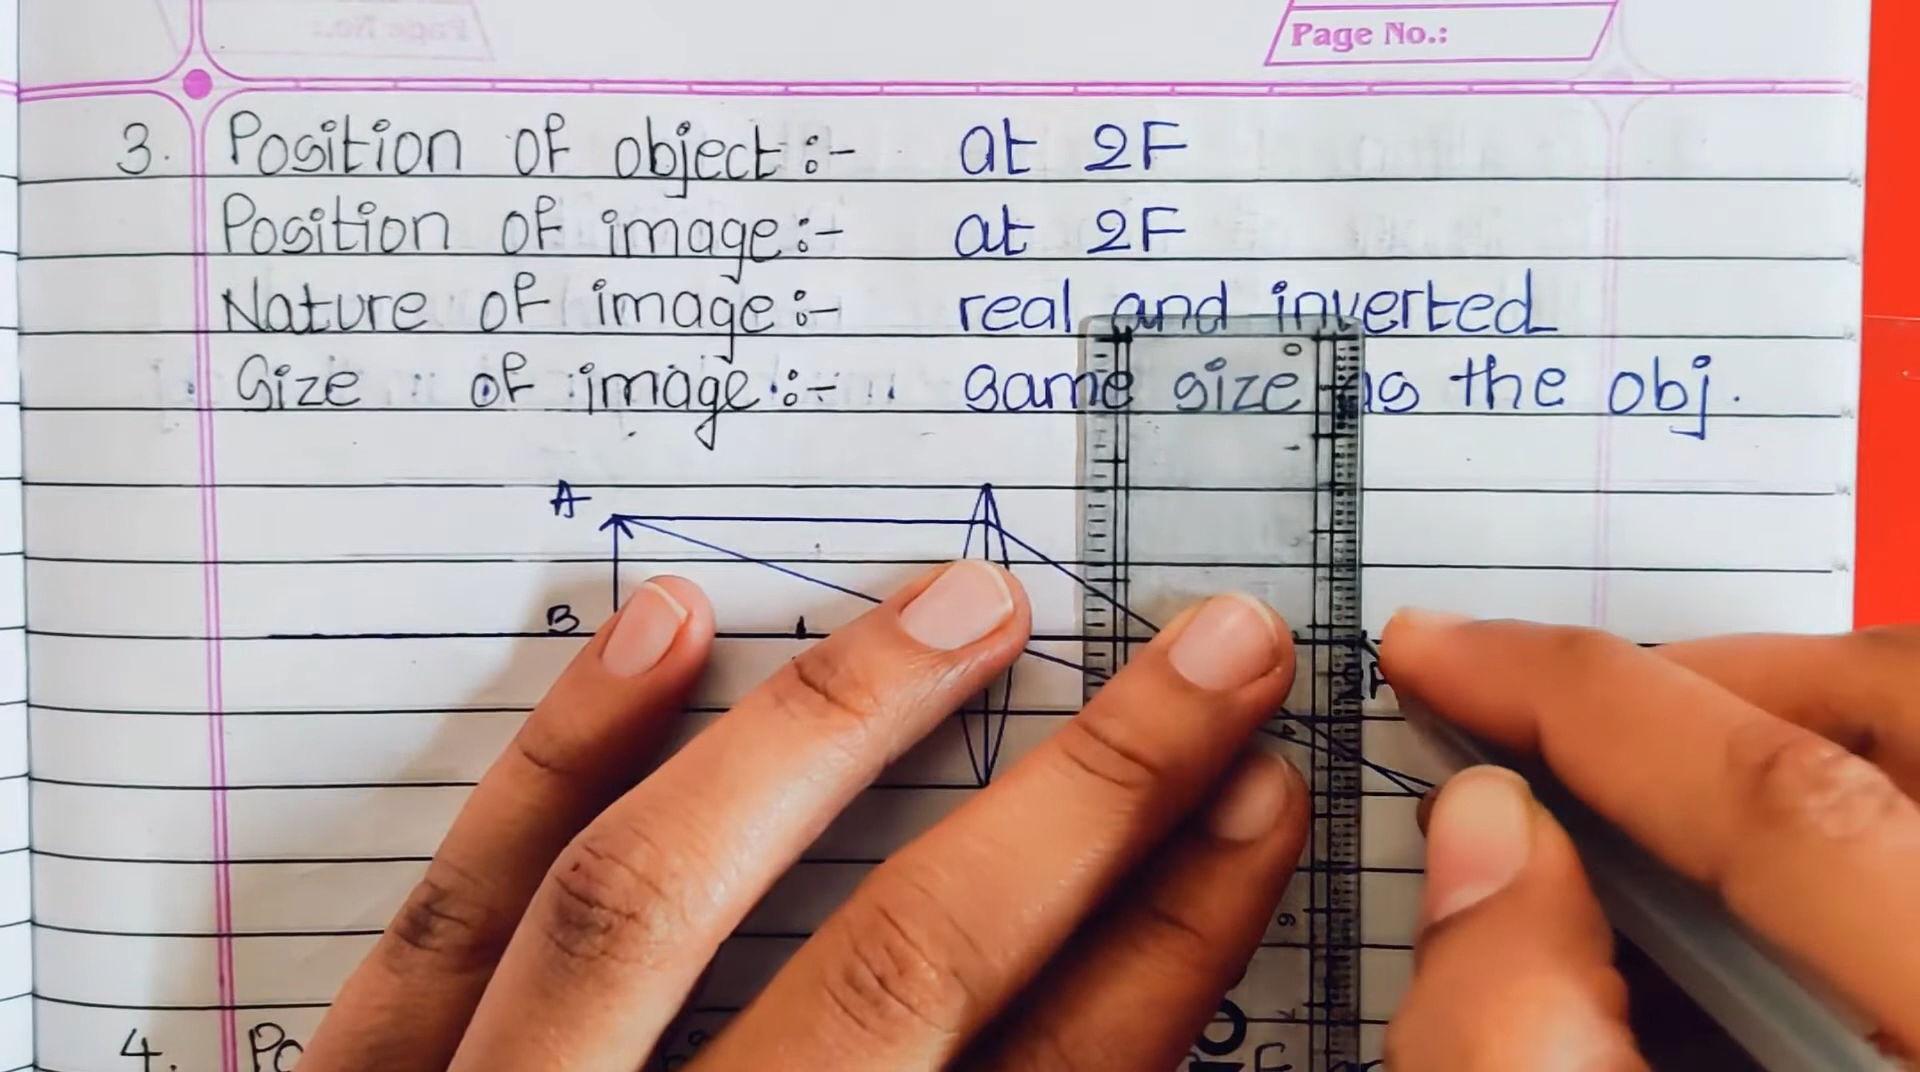 Page No.:
3. Position of object:- at 2F
Position of image:- at 2F
Nature of image:- real and inverted
Size of image:- same size as the obj.
A
B
4.